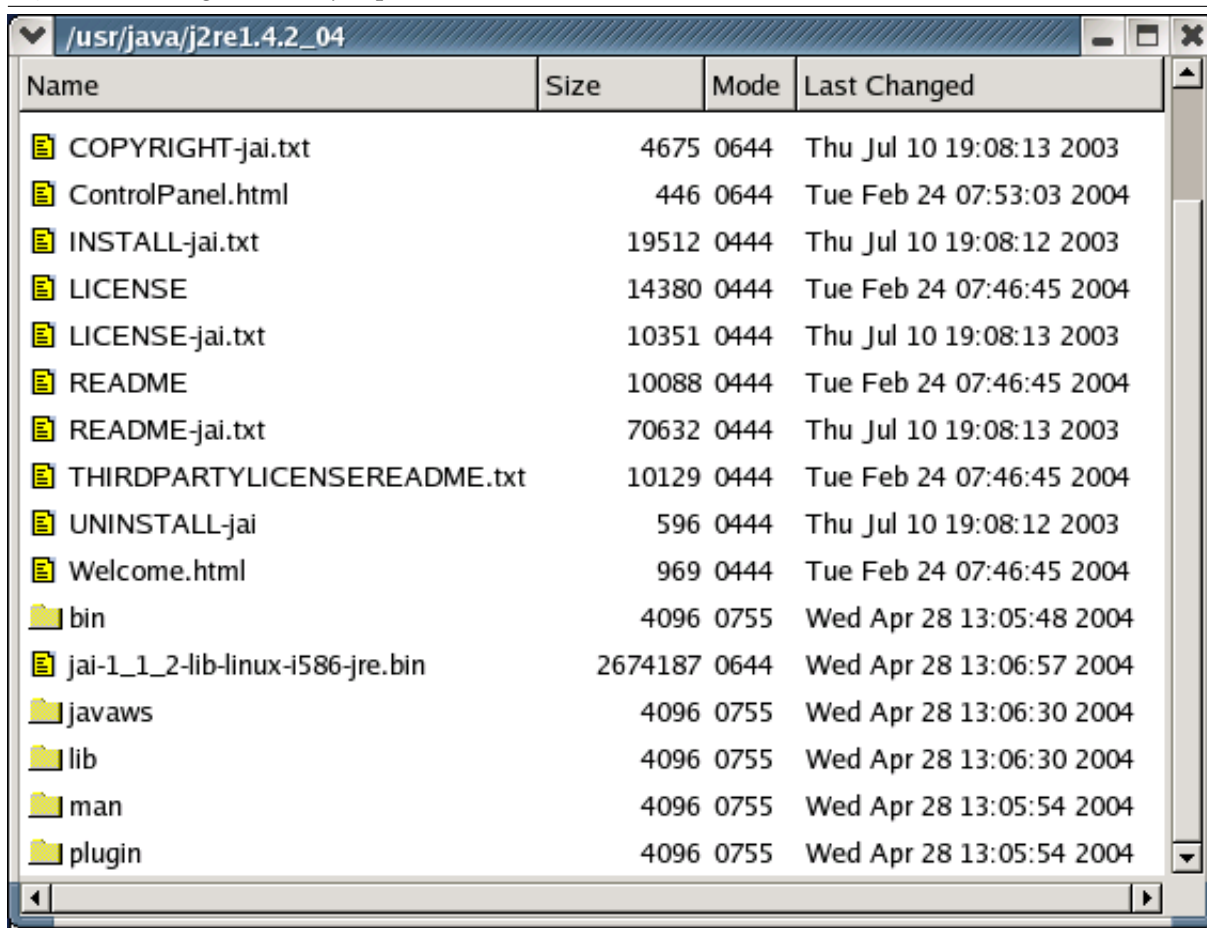 /usr/java/j2re1.4.2_04
Name Size Mode Last Changed
COPYRIGHT-jai.txt 4675 0644 Thu Jul 10 19:08:13 2003
ControlPanel.html 446 0644 Tue Feb 24 07:53:03 2004
INSTALL-jai.txt 19512 0444 Thu Jul 10 19:08:12 2003
LICENSE 14380 0444 Tue Feb 24 07:46:45 2004
LICENSE-jai.txt 10351 0444 Thu Jul 10 19:08:13 2003
README 10088 0444 Tue Feb 24 07:46:45 2004
README-jai.txt 70632 0444 Thu Jul 10 19:08:13 2003
THIRDPARTYLICENSEREADME.txt 10129 0444 Tue Feb 24 07:46:45 2004
UNINSTALL-jai 596 0444 Thu Jul 10 19:08:12 2003
Welcome.html 969 0444 Tue Feb 24 07:46:45 2004
bin 4096 0755 Wed Apr 28 13:05:48 2004
jai-1_1_2-lib-linux-i586-jre.bin 2674187 0644 Wed Apr 28 13:06:57 2004
javaws 4096 0755 Wed Apr 28 13:06:30 2004
lib 4096 0755 Wed Apr 28 13:06:30 2004
man 4096 0755 Wed Apr 28 13:05:54 2004
plugin 4096 0755 Wed Apr 28 13:05:54 2004